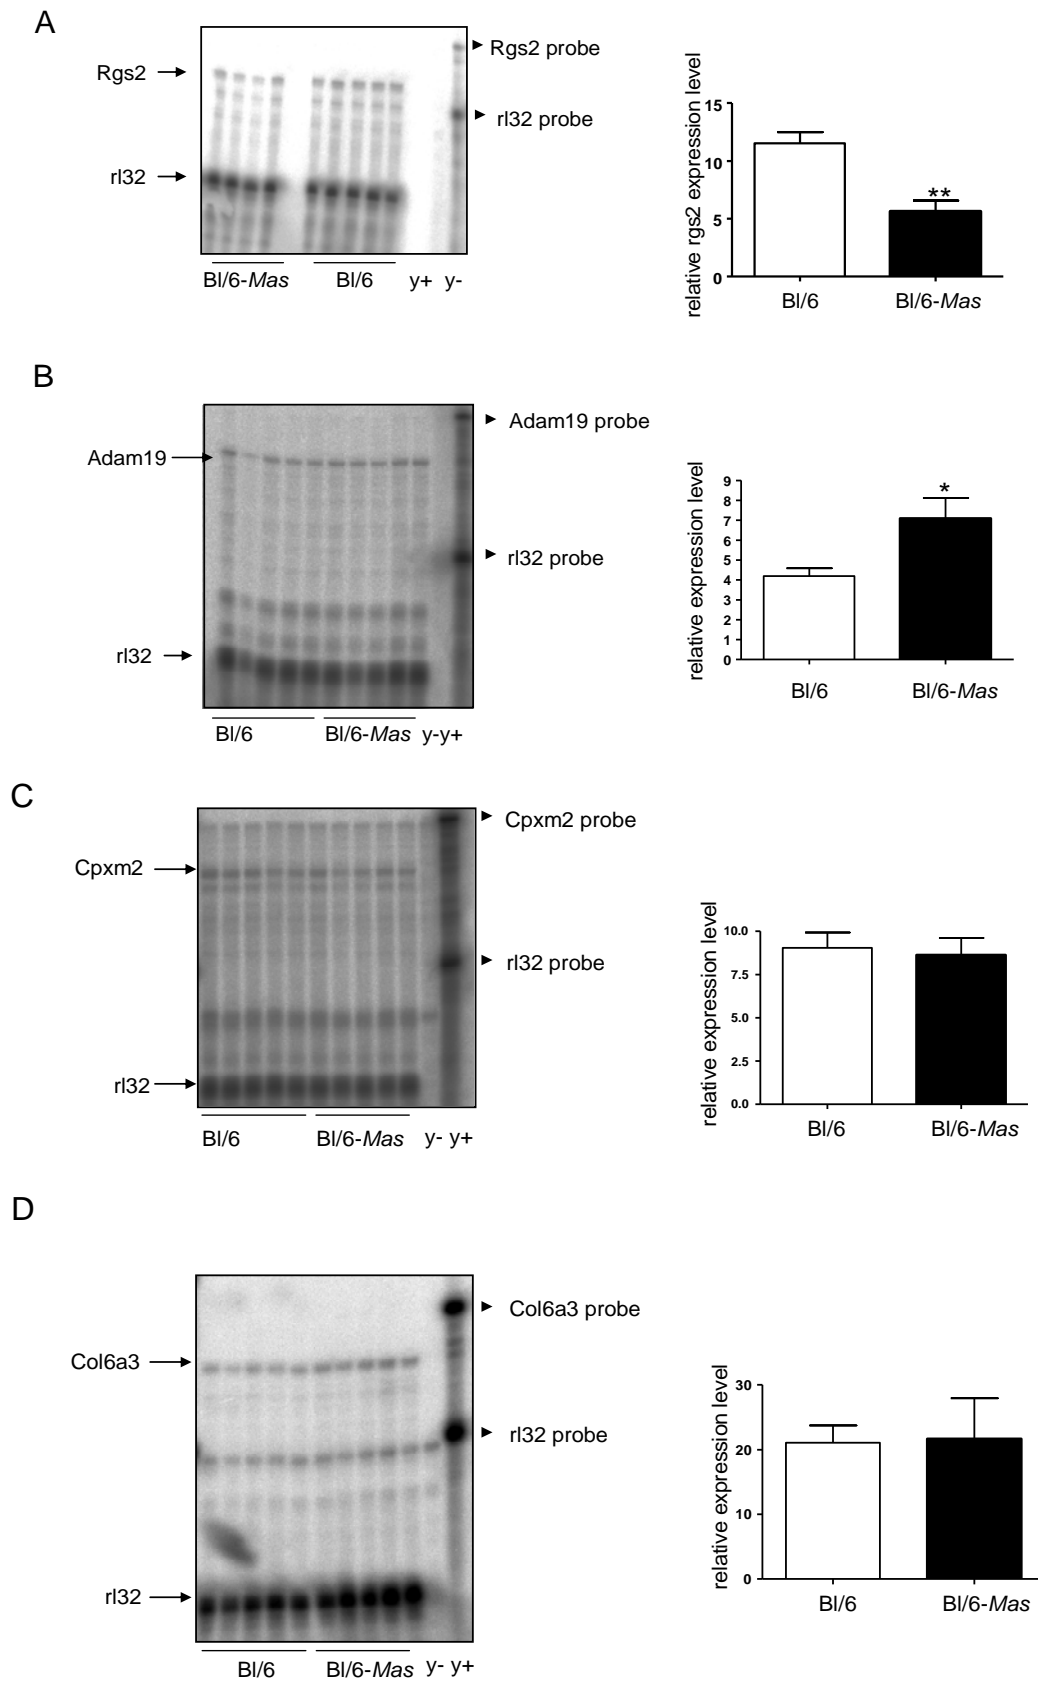 A
Rgs2
rl32
Rgs2 probe
rl32 probe
Bl/6-Mas Bl/6 y+ y-
relative rgs2 expression level
15
10
5
0
**
Bl/6 Bl/6-Mas
B
Adam19
rl32
Adam19 probe
rl32 probe
Bl/6 Bl/6-Mas y-y+
relative expression level
9
8
7
6
5
4
3
2
1
0
*
Bl/6 Bl/6-Mas
C
Cpxm2
rl32
Cpxm2 probe
rl32 probe
Bl/6 Bl/6-Mas y- y+
relative expression level
10.0
7.5
5.0
2.5
0.0
Bl/6 Bl/6-Mas
D
Col6a3
rl32
Col6a3 probe
rl32 probe
Bl/6 Bl/6-Mas y- y+
relative expression level
30
20
10
0
Bl/6 Bl/6-Mas